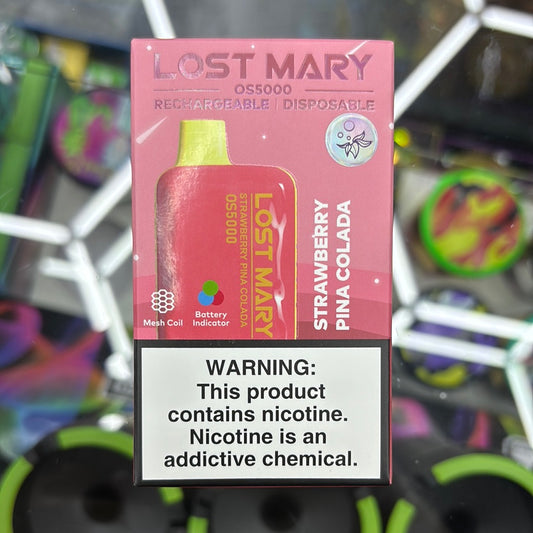 LOST MARY
OS5000
RECHARGEABLE | DISPOSABLE
LOST MARY
STRAWBERRY PINA COLADA
OS5000
STRAWBERRY
PINA COLADA
Mesh Coil
Battery
Indicator
WARNING:
This product
contains nicotine.
Nicotine is an
addictive chemical.